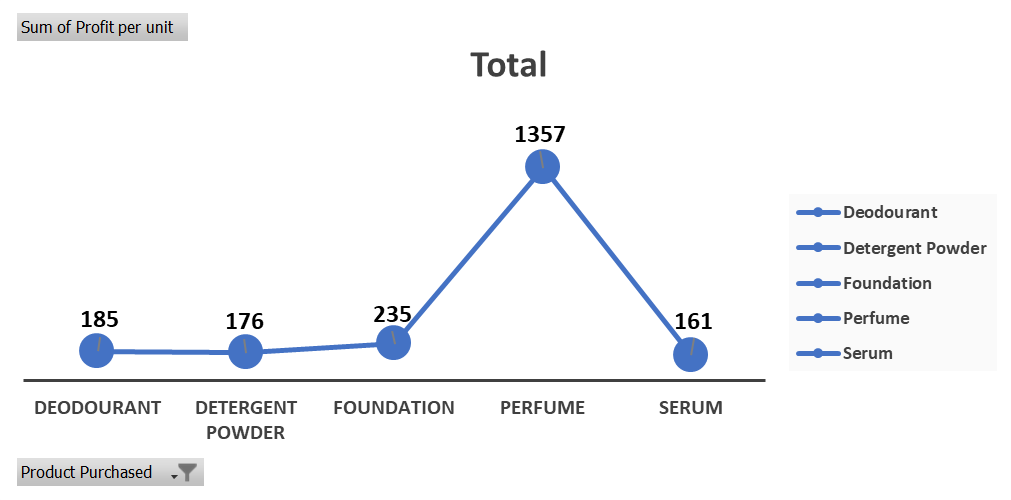 Sum of Profit per unit
Total
1357
185
176
235
161
DEODOURANT
DETERGENT
POWDER
FOUNDATION
PERFUME
SERUM
Deodourant
Detergent Powder
Foundation
Perfume
Serum
Product Purchased